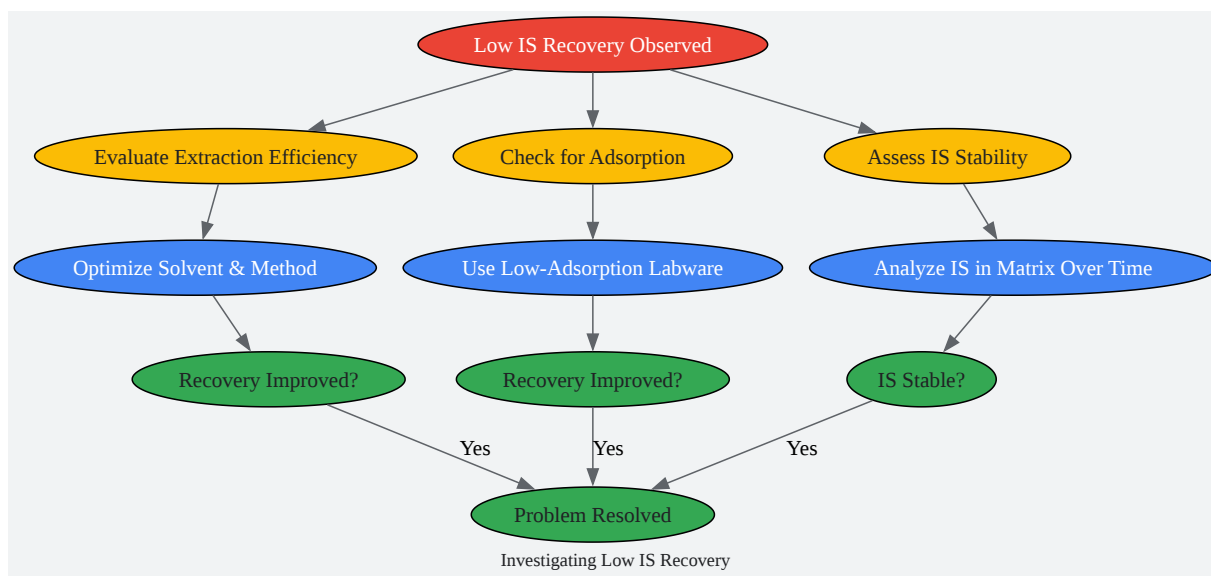 Low IS Recovery Observed
Evaluate Extraction Efficiency
Check for Adsorption
Assess IS Stability
Optimize Solvent & Method
Use Low-Adsorption Labware
Analyze IS in Matrix Over Time
Recovery Improved?
Recovery Improved?
IS Stable?
Yes
Yes
Yes
Problem Resolved
Investigating Low IS Recovery